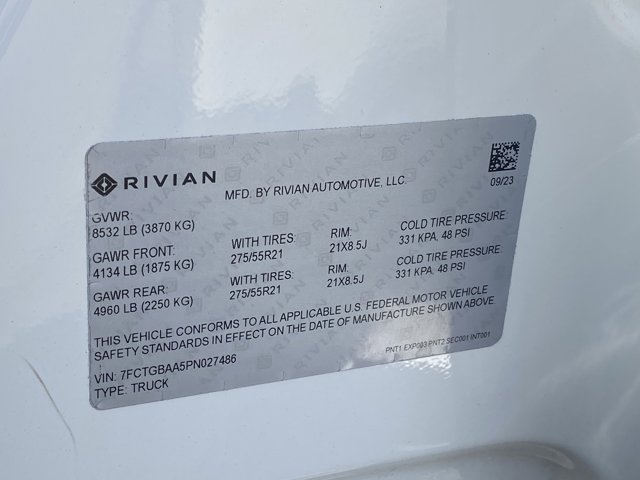 RIVIAN
MFD. BY RIVIAN AUTOMOTIVE, LLC.
09/23
GVWR:
8532 LB (3870 KG)
GAWR FRONT: WITH TIRES: RIM: COLD TIRE PRESSURE:
4134 LB (1875 KG) 275/55R21 21X8.5J 331 KPA, 48 PSI
GAWR REAR: WITH TIRES: RIM: COLD TIRE PRESSURE:
4960 LB (2250 KG) 275/55R21 21X8.5J 331 KPA, 48 PSI
THIS VEHICLE CONFORMS TO ALL APPLICABLE U.S. FEDERAL MOTOR VEHICLE
SAFETY STANDARDS IN EFFECT ON THE DATE OF MANUFACTURE SHOWN ABOVE
PNT1 EXP003 PNT2 SEC001 INT001
VIN: 7FCTGBAA5PN027486
TYPE: TRUCK